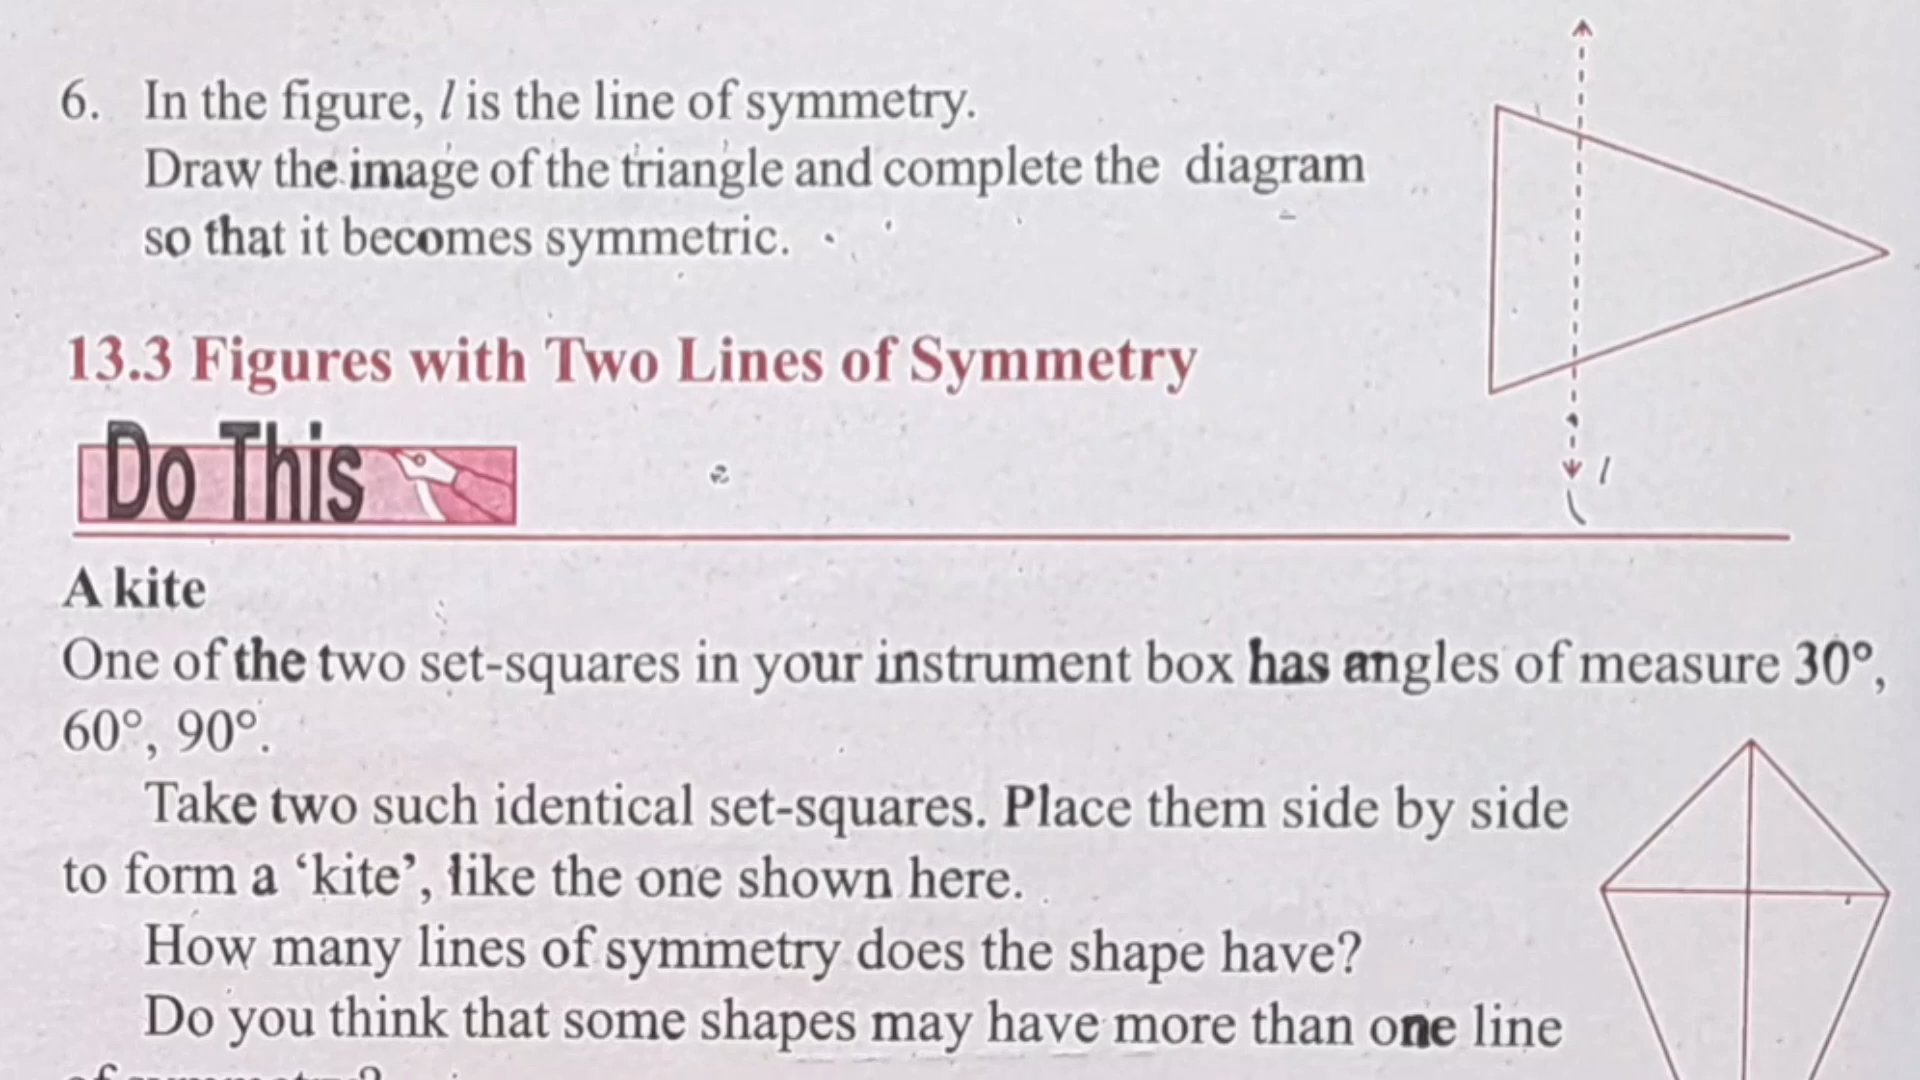 6. In the figure, l is the line of symmetry.
Draw the image of the triangle and complete the diagram
so that it becomes symmetric.
l
13.3 Figures with Two Lines of Symmetry
Do This
A kite
One of the two set-squares in your instrument box has angles of measure 30°,
60°, 90°.
Take two such identical set-squares. Place them side by side
to form a ‘kite’, like the one shown here.
How many lines of symmetry does the shape have?
Do you think that some shapes may have more than one line